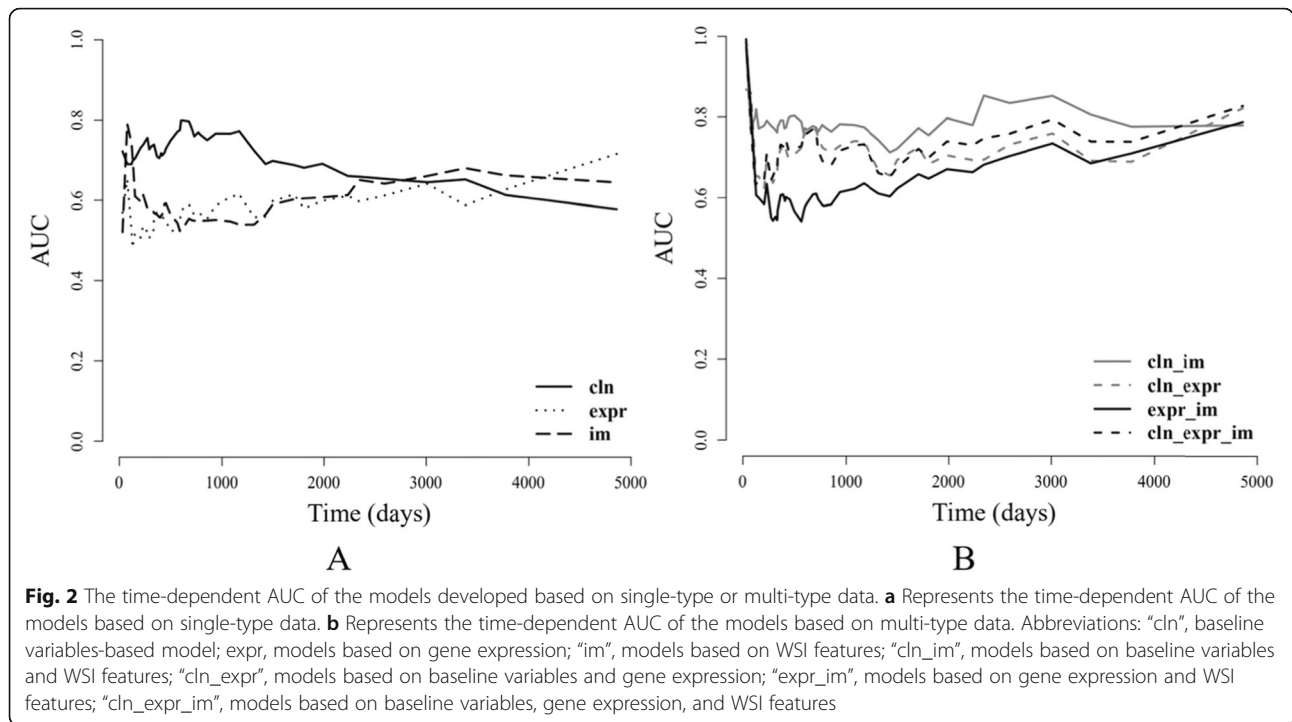 1.0
0.8
0.6
0.4
0.2
0.0
AUC
0
1000
2000
3000
4000
5000
Time (days)
cln
expr
im
A
1.0
0.8
0.6
0.4
0.2
0.0
AUC
0
1000
2000
3000
4000
5000
Time (days)
cln_im
cln_expr
expr_im
cln_expr_im
B
Fig. 2 The time-dependent AUC of the models developed based on single-type or multi-type data. a Represents the time-dependent AUC of the
models based on single-type data. b Represents the time-dependent AUC of the models based on multi-type data. Abbreviations: “cln”, baseline
variables-based model; expr, models based on gene expression; “im”, models based on WSI features; “cln_im”, models based on baseline variables
and WSI features; “cln_expr”, models based on baseline variables and gene expression; “expr_im”, models based on gene expression and WSI
features; “cln_expr_im”, models based on baseline variables, gene expression, and WSI features